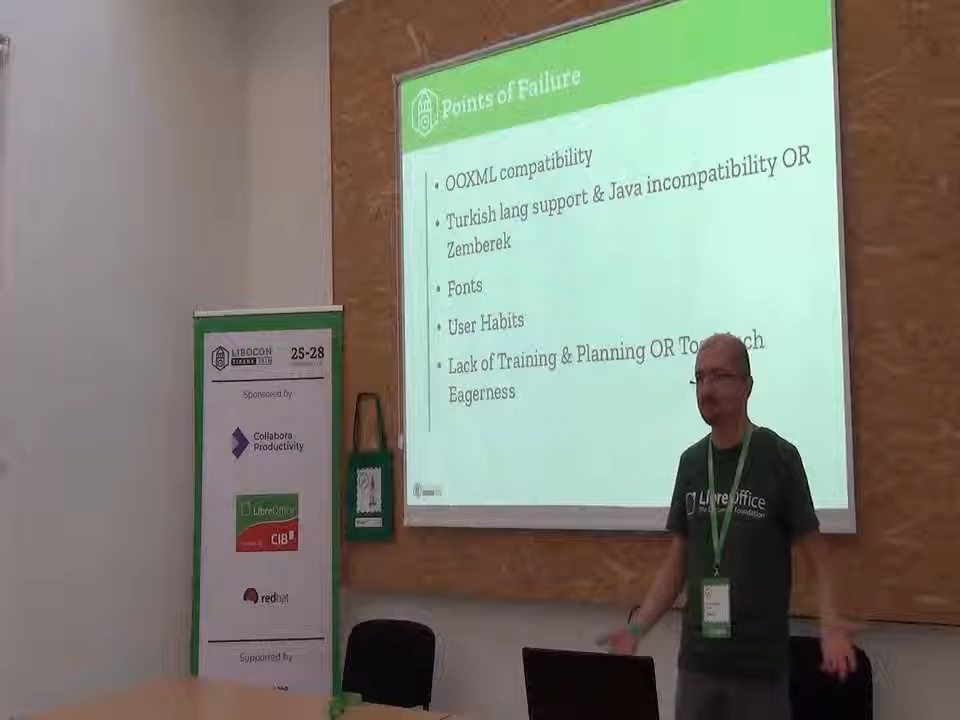 Points of Failure
• OOXML compatibility
• Turkish lang support & Java incompatibility OR
Zemberek
• Fonts
• User Habits
• Lack of Training & Planning OR
Eagerness
LIBOCON
25-28
Sponsored by
Collabora
Productivity
LibreOffice
CIB
redhat
Supported by
LibreOffice